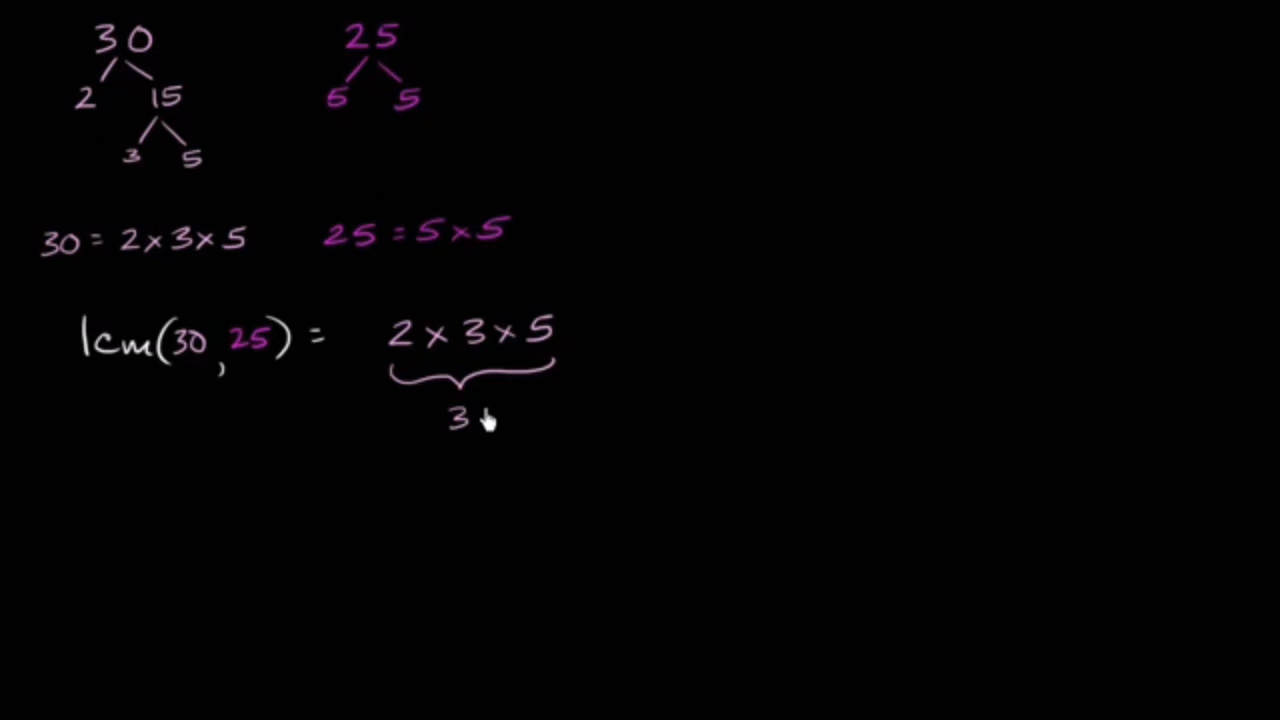 30 25
2 15 5 5
3 5
30 = 2 × 3 × 5 25 = 5 × 5
lcm(30, 25) = 2 × 3 × 5
3